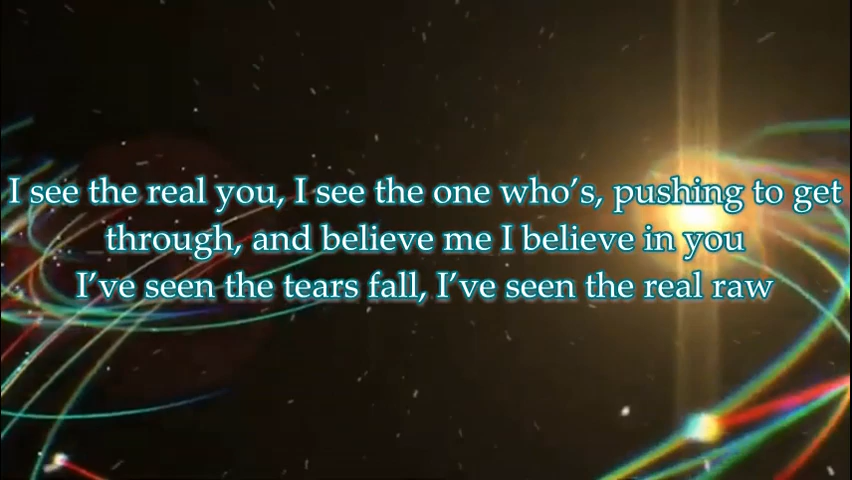 I see the real you, I see the one who’s, pushing to get
through, and believe me I believe in you
I’ve seen the tears fall, I’ve seen the real raw